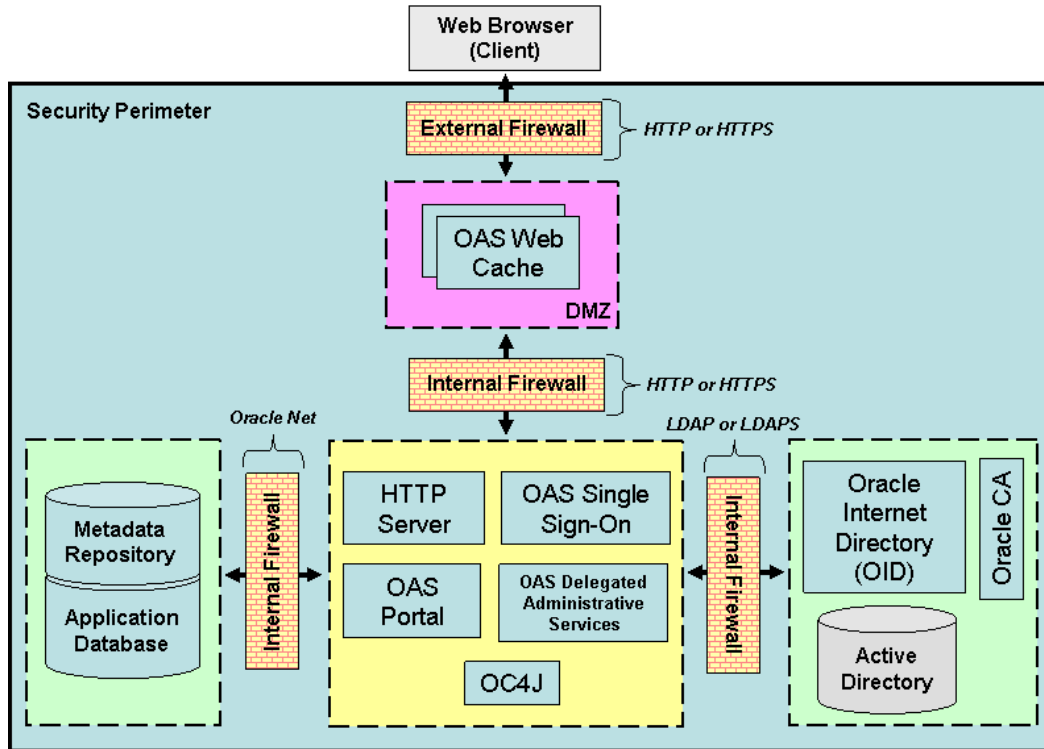 Web Browser
(Client)
Security Perimeter
External Firewall
HTTP or HTTPS
OAS Web
Cache
DMZ
Internal Firewall
HTTP or HTTPS
Oracle Net
LDAP or LDAPS
Metadata
Repository
Application
Database
Internal Firewall
HTTP
Server
OAS Single
Sign-On
OAS
Portal
OAS Delegated
Administrative
Services
OC4J
Internal Firewall
Oracle
Internet
Directory
(OID)
Oracle CA
Active
Directory